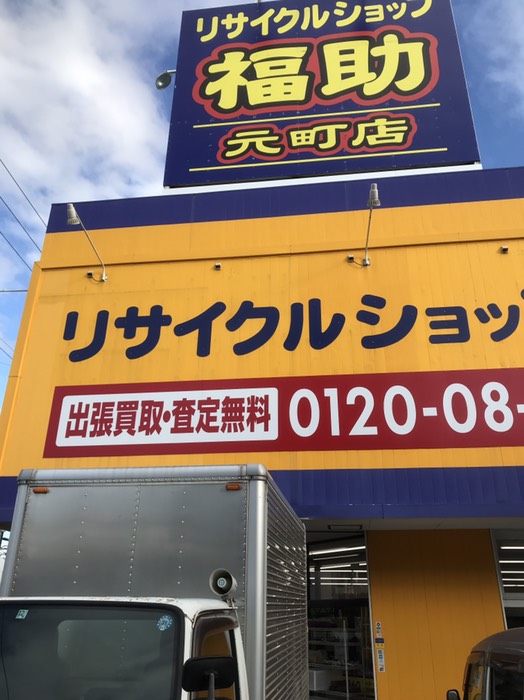 リサイクルショップ
福助
元町店
リサイクルショッ
出張買取・査定無料 0120-08-